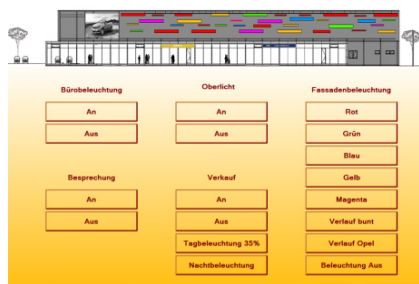 Bürobeleuchtung
An
Aus
Besprechung
An
Aus
Oberlicht
An
Aus
Verkauf
An
Aus
Tagbeleuchtung 35%
Nachtbeleuchtung
Fassadenbeleuchtung
Rot
Grün
Blau
Gelb
Magenta
Verlauf bunt
Verlauf Opel
Beleuchtung Aus